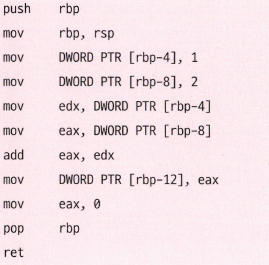 push rbp
mov rbp, rsp
mov DWORD PTR [rbp-4], 1
mov DWORD PTR [rbp-8], 2
mov edx, DWORD PTR [rbp-4]
mov eax, DWORD PTR [rbp-8]
add eax, edx
mov DWORD PTR [rbp-12], eax
mov eax, 0
pop rbp
ret